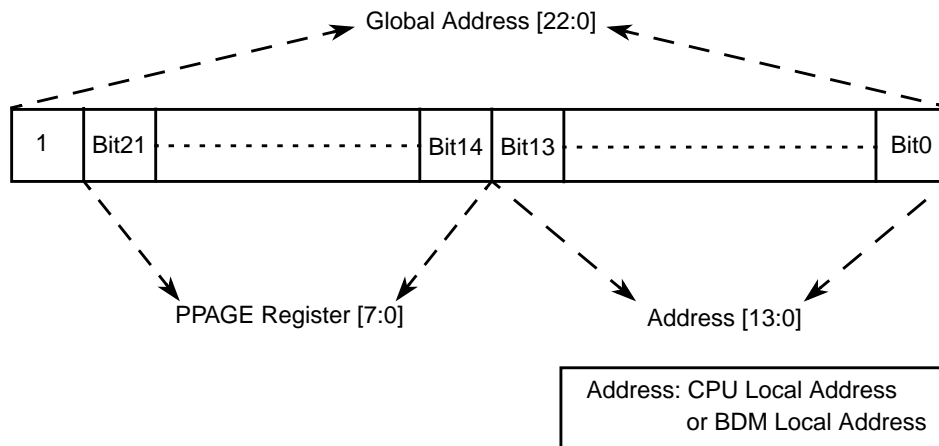 Global Address [22:0]
1 Bit21 Bit14 Bit13 Bit0
PPAGE Register [7:0]
Address [13:0]
Address: CPU Local Address
or BDM Local Address